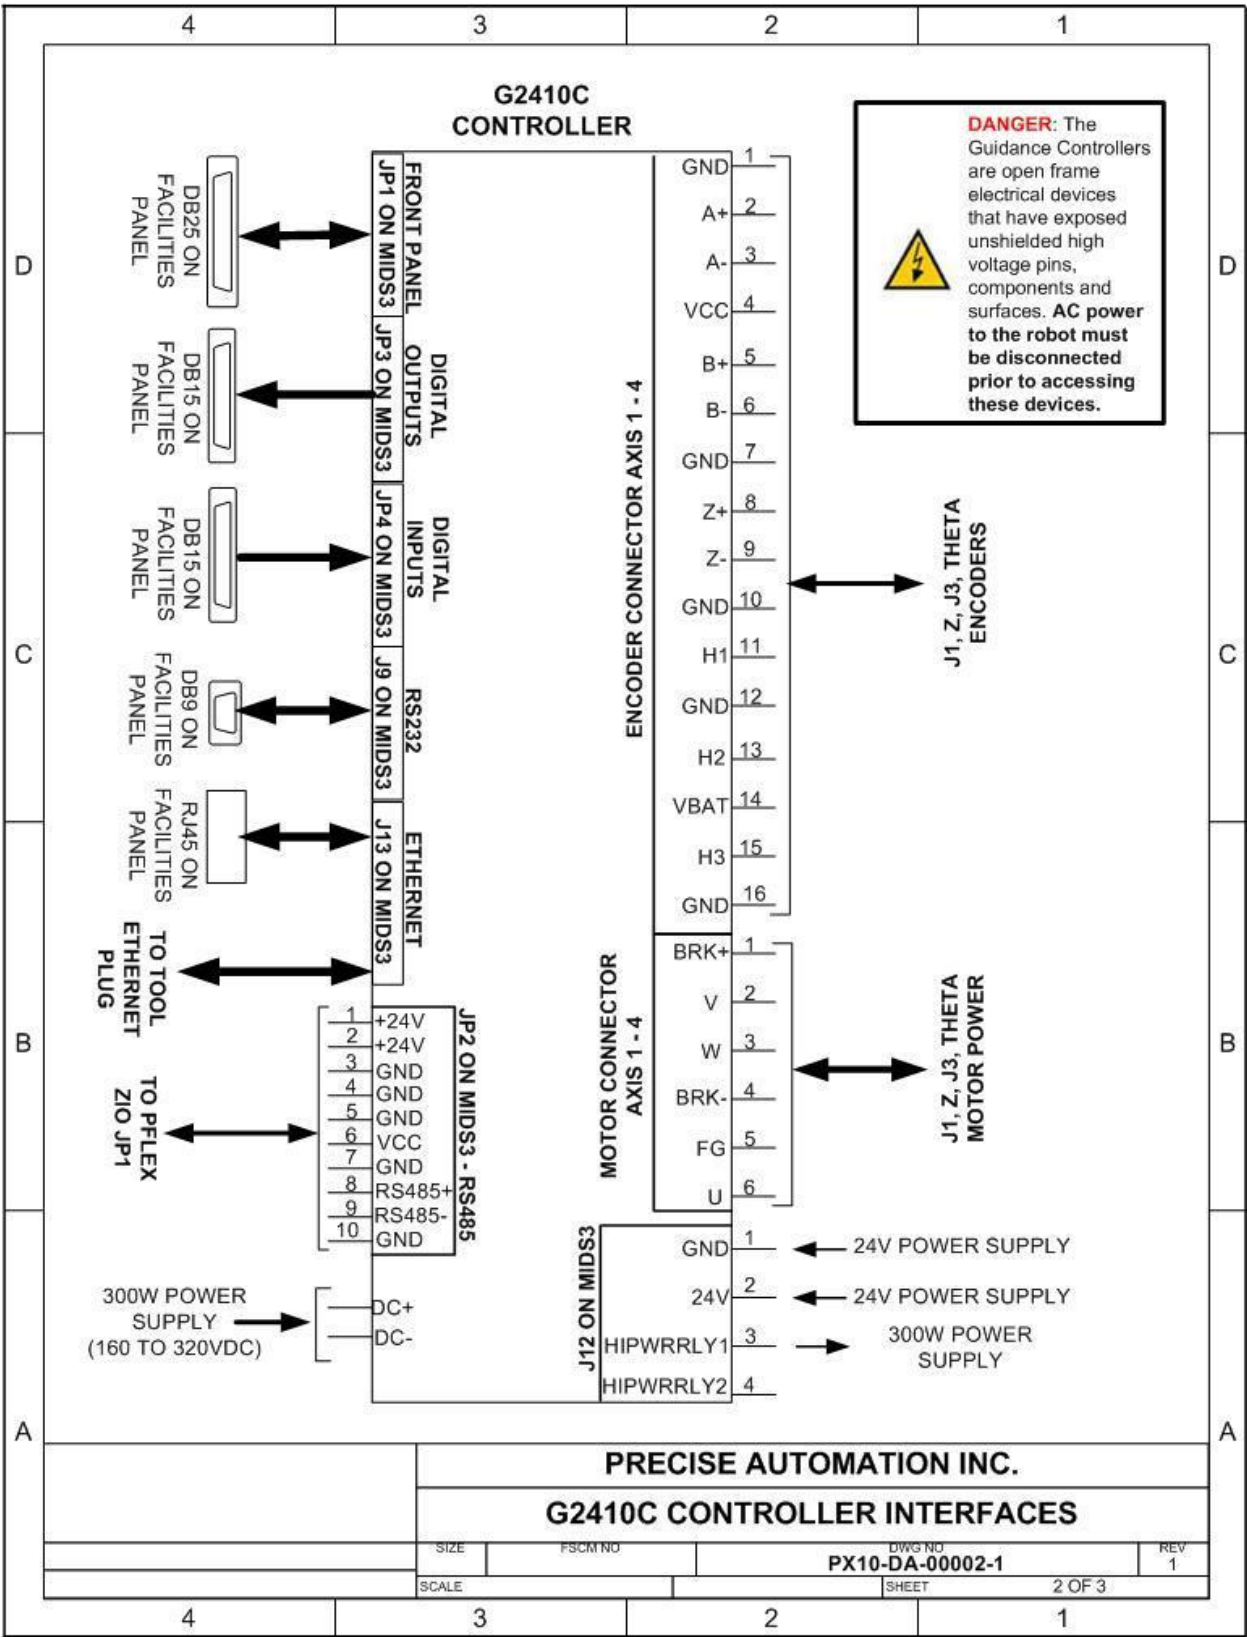 4 3 2 1
G2410C
CONTROLLER
DANGER: The
Guidance Controllers
are open frame
electrical devices
that have exposed
unshielded high
voltage pins,
components and
surfaces. AC power
to the robot must
be disconnected
prior to accessing
these devices.
D
D
C
C
B
B
A
A
DB25 ON
FACILITIES
PANEL
FRONT PANEL
JP1 ON MIDS3
DB15 ON
FACILITIES
PANEL
DIGITAL
OUTPUTS
JP3 ON MIDS3
DB15 ON
FACILITIES
PANEL
DIGITAL
INPUTS
JP4 ON MIDS3
DB9 ON
FACILITIES
PANEL
RS232
J9 ON MIDS3
RJ45 ON
FACILITIES
PANEL
ETHERNET
J13 ON MIDS3
TO TOOL
ETHERNET
PLUG
TO PFLEX
ZIO JP1
JP2 ON MIDS3 - RS485
1 +24V
2 +24V
3 GND
4 GND
5 GND
6 VCC
7 GND
8 RS485+
9 RS485-
10 GND
300W POWER
SUPPLY
(160 TO 320VDC)
DC+
DC-
ENCODER CONNECTOR AXIS 1 - 4
GND 1
A+ 2
A- 3
VCC 4
B+ 5
B- 6
GND 7
Z+ 8
Z- 9
GND 10
H1 11
GND 12
H2 13
VBAT 14
H3 15
GND 16
J1, Z, J3, THETA
ENCODERS
MOTOR CONNECTOR
AXIS 1 - 4
BRK+ 1
V 2
W 3
BRK- 4
FG 5
U 6
J1, Z, J3, THETA
MOTOR POWER
J12 ON MIDS3
GND 1 24V POWER SUPPLY
24V 2 24V POWER SUPPLY
HIPWRRLY1 3 300W POWER
SUPPLY
HIPWRRLY2 4
PRECISE AUTOMATION INC.
G2410C CONTROLLER INTERFACES
SIZE FSCM NO DWG NO REV
PX10-DA-00002-1 1
SCALE SHEET 2 OF 3
4 3 2 1